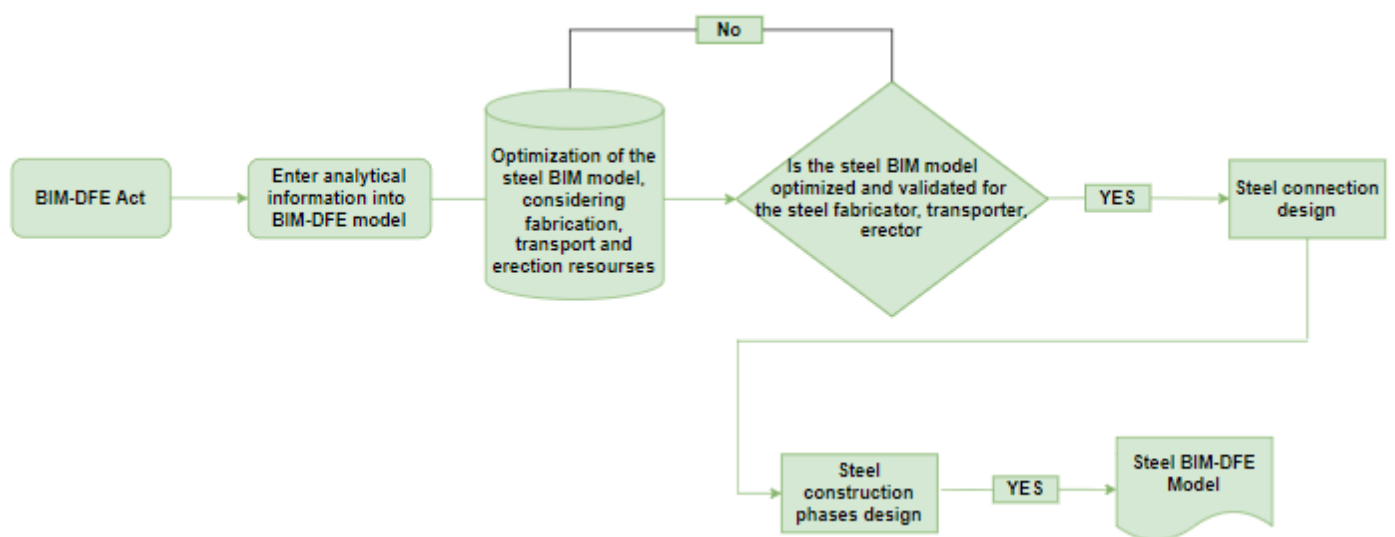 No
BIM-DFE Act
Enter analytical
information into
BIM-DFE model
Optimization of the
steel BIM model,
considering
fabrication,
transport and
erection resourses
Is the steel BIM model
optimized and validated for
the steel fabricator, transporter,
erector
YES
Steel connection
design
Steel
construction
phases design
YES
Steel BIM-DFE
Model